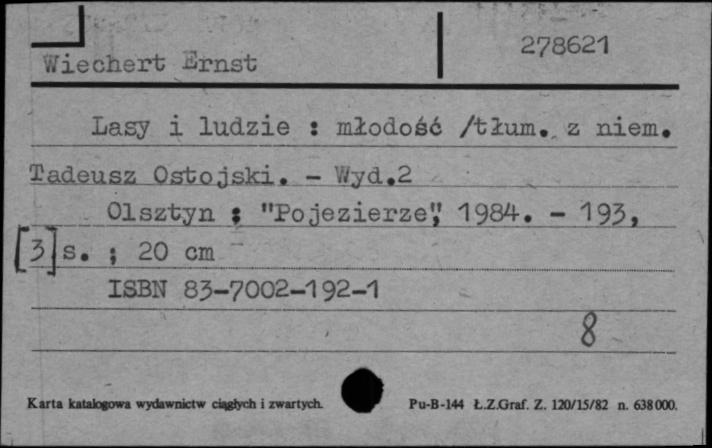 278621
Wiechert Ernst
Lasy i ludzie : młodość /tłum. z niem.
Tadeusz Ostojski. - Wyd.2
Olsztyn : "Pojezierze", 1984. - 193,
[3] s. ; 20 cm
ISBN 83-7002-192-1
8
Karta katalogowa wydawnictw ciągłych i zwartych. Pu-B-144 Ł.Z.Graf. Z. 120/15/82 n. 638000.